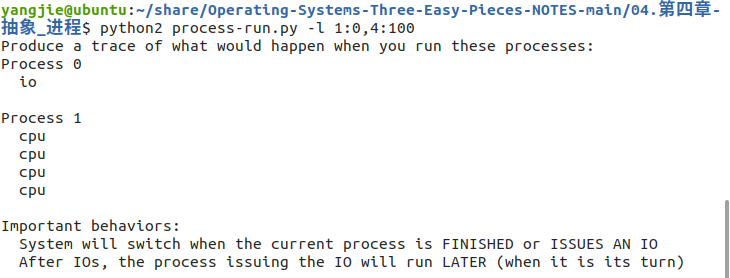 yangjie@ubuntu:~/share/Operating-Systems-Three-Easy-Pieces-NOTES-main/04.第四章-
抽象_进程$ python2 process-run.py -l 1:0,4:100
Produce a trace of what would happen when you run these processes:
Process 0
  io

Process 1
  cpu
  cpu
  cpu
  cpu

Important behaviors:
  System will switch when the current process is FINISHED or ISSUES AN IO
  After IOs, the process issuing the IO will run LATER (when it is its turn)